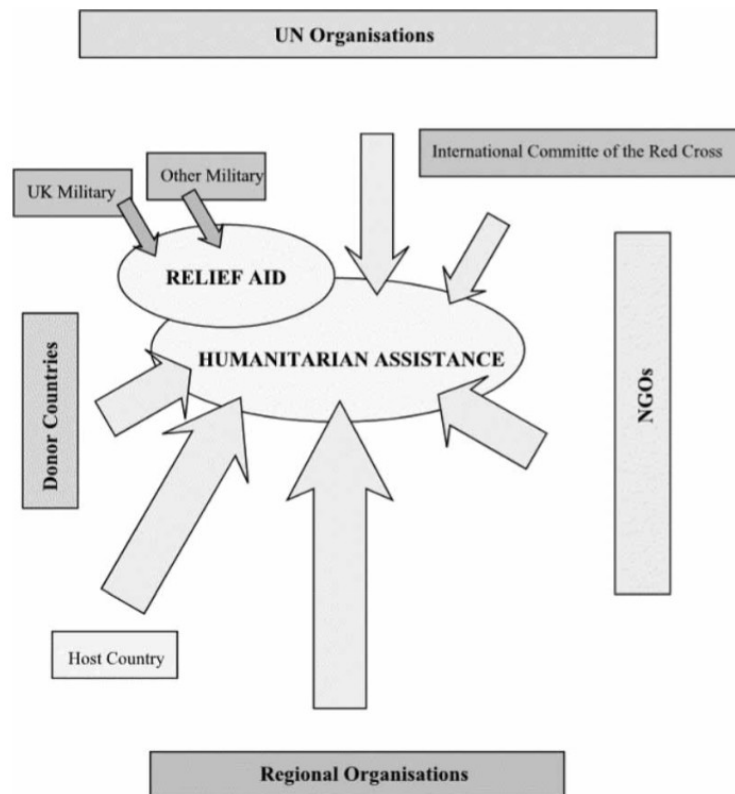 UN Organisations
International Committe of the Red Cross
Other Military
UK Military
RELIEF AID
HUMANITARIAN ASSISTANCE
Donor Countries
NGOs
Host Country
Regional Organisations